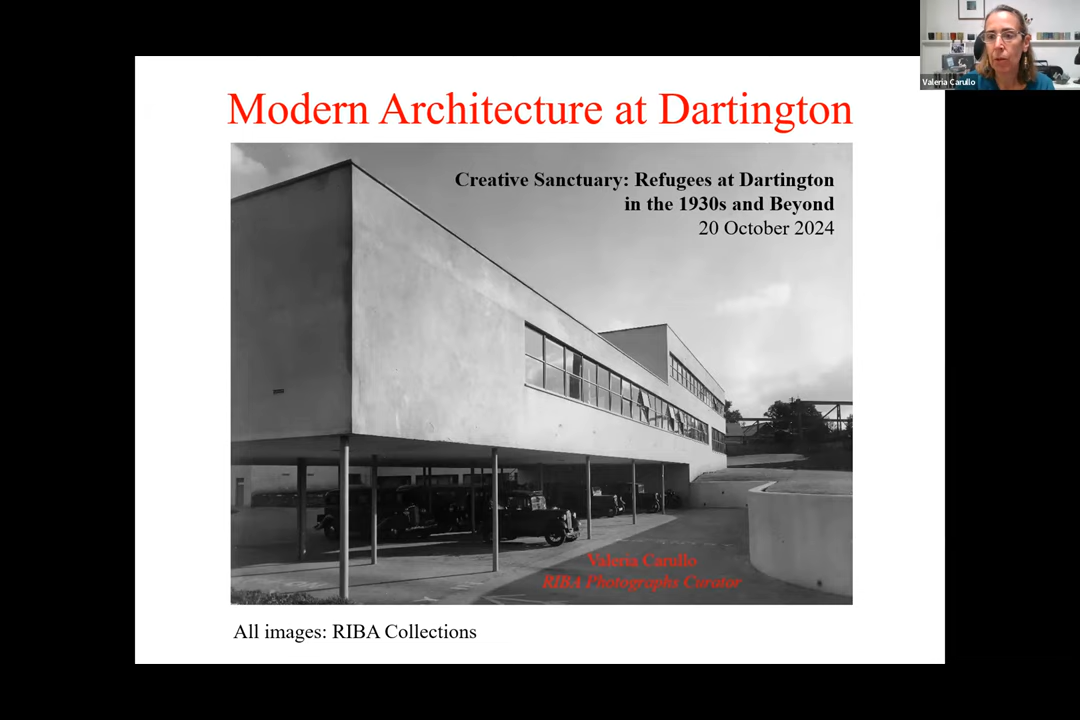 Modern Architecture at Dartington
Creative Sanctuary: Refugees at Dartington
in the 1930s and Beyond
20 October 2024
Valeria Carullo
RIBA Photographs Curator
All images: RIBA Collections
Valeria Carullo